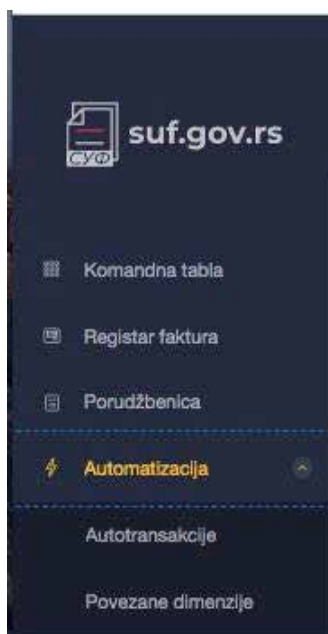 suf.gov.rs
СУФ
Komandna tabla
Registar faktura
Porudžbenica
Automatizacija
Autotransakcije
Povezane dimenzije